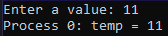 Enter a value: 11
Process 0: temp = 11